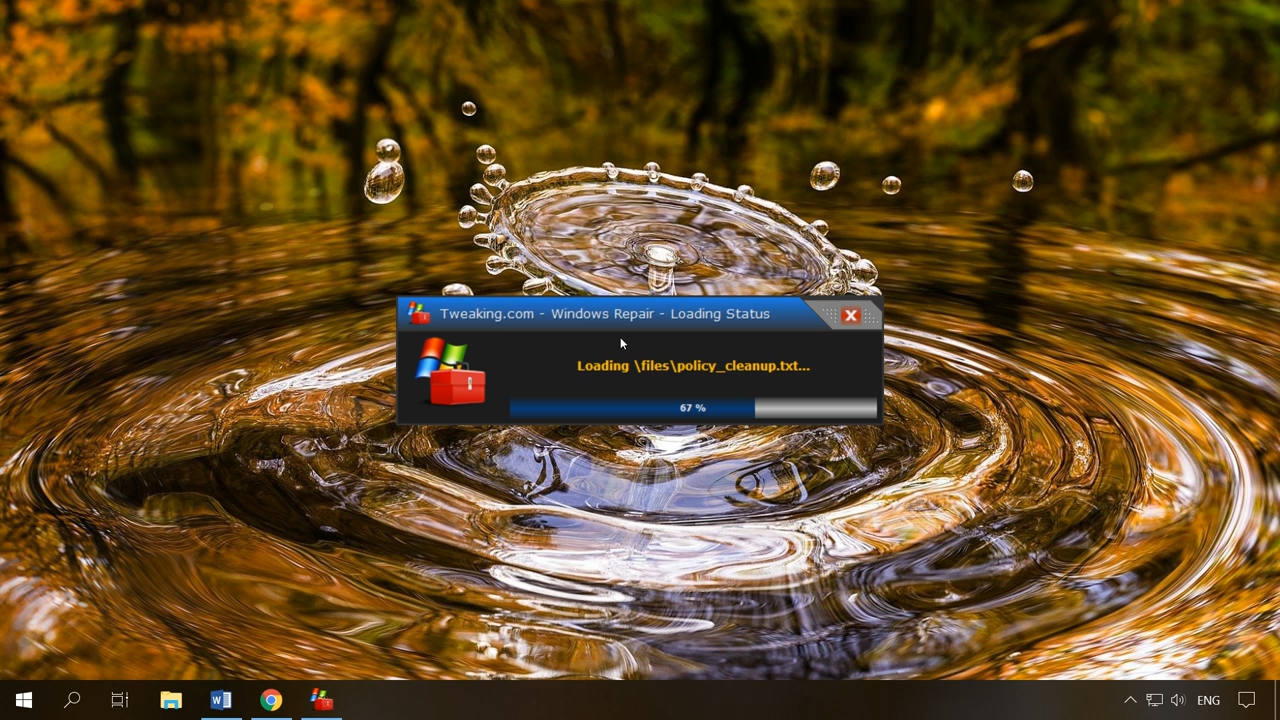 Tweaking.com - Windows Repair - Loading Status
Loading \files\policy_cleanup.txt...
67 %
W
ENG